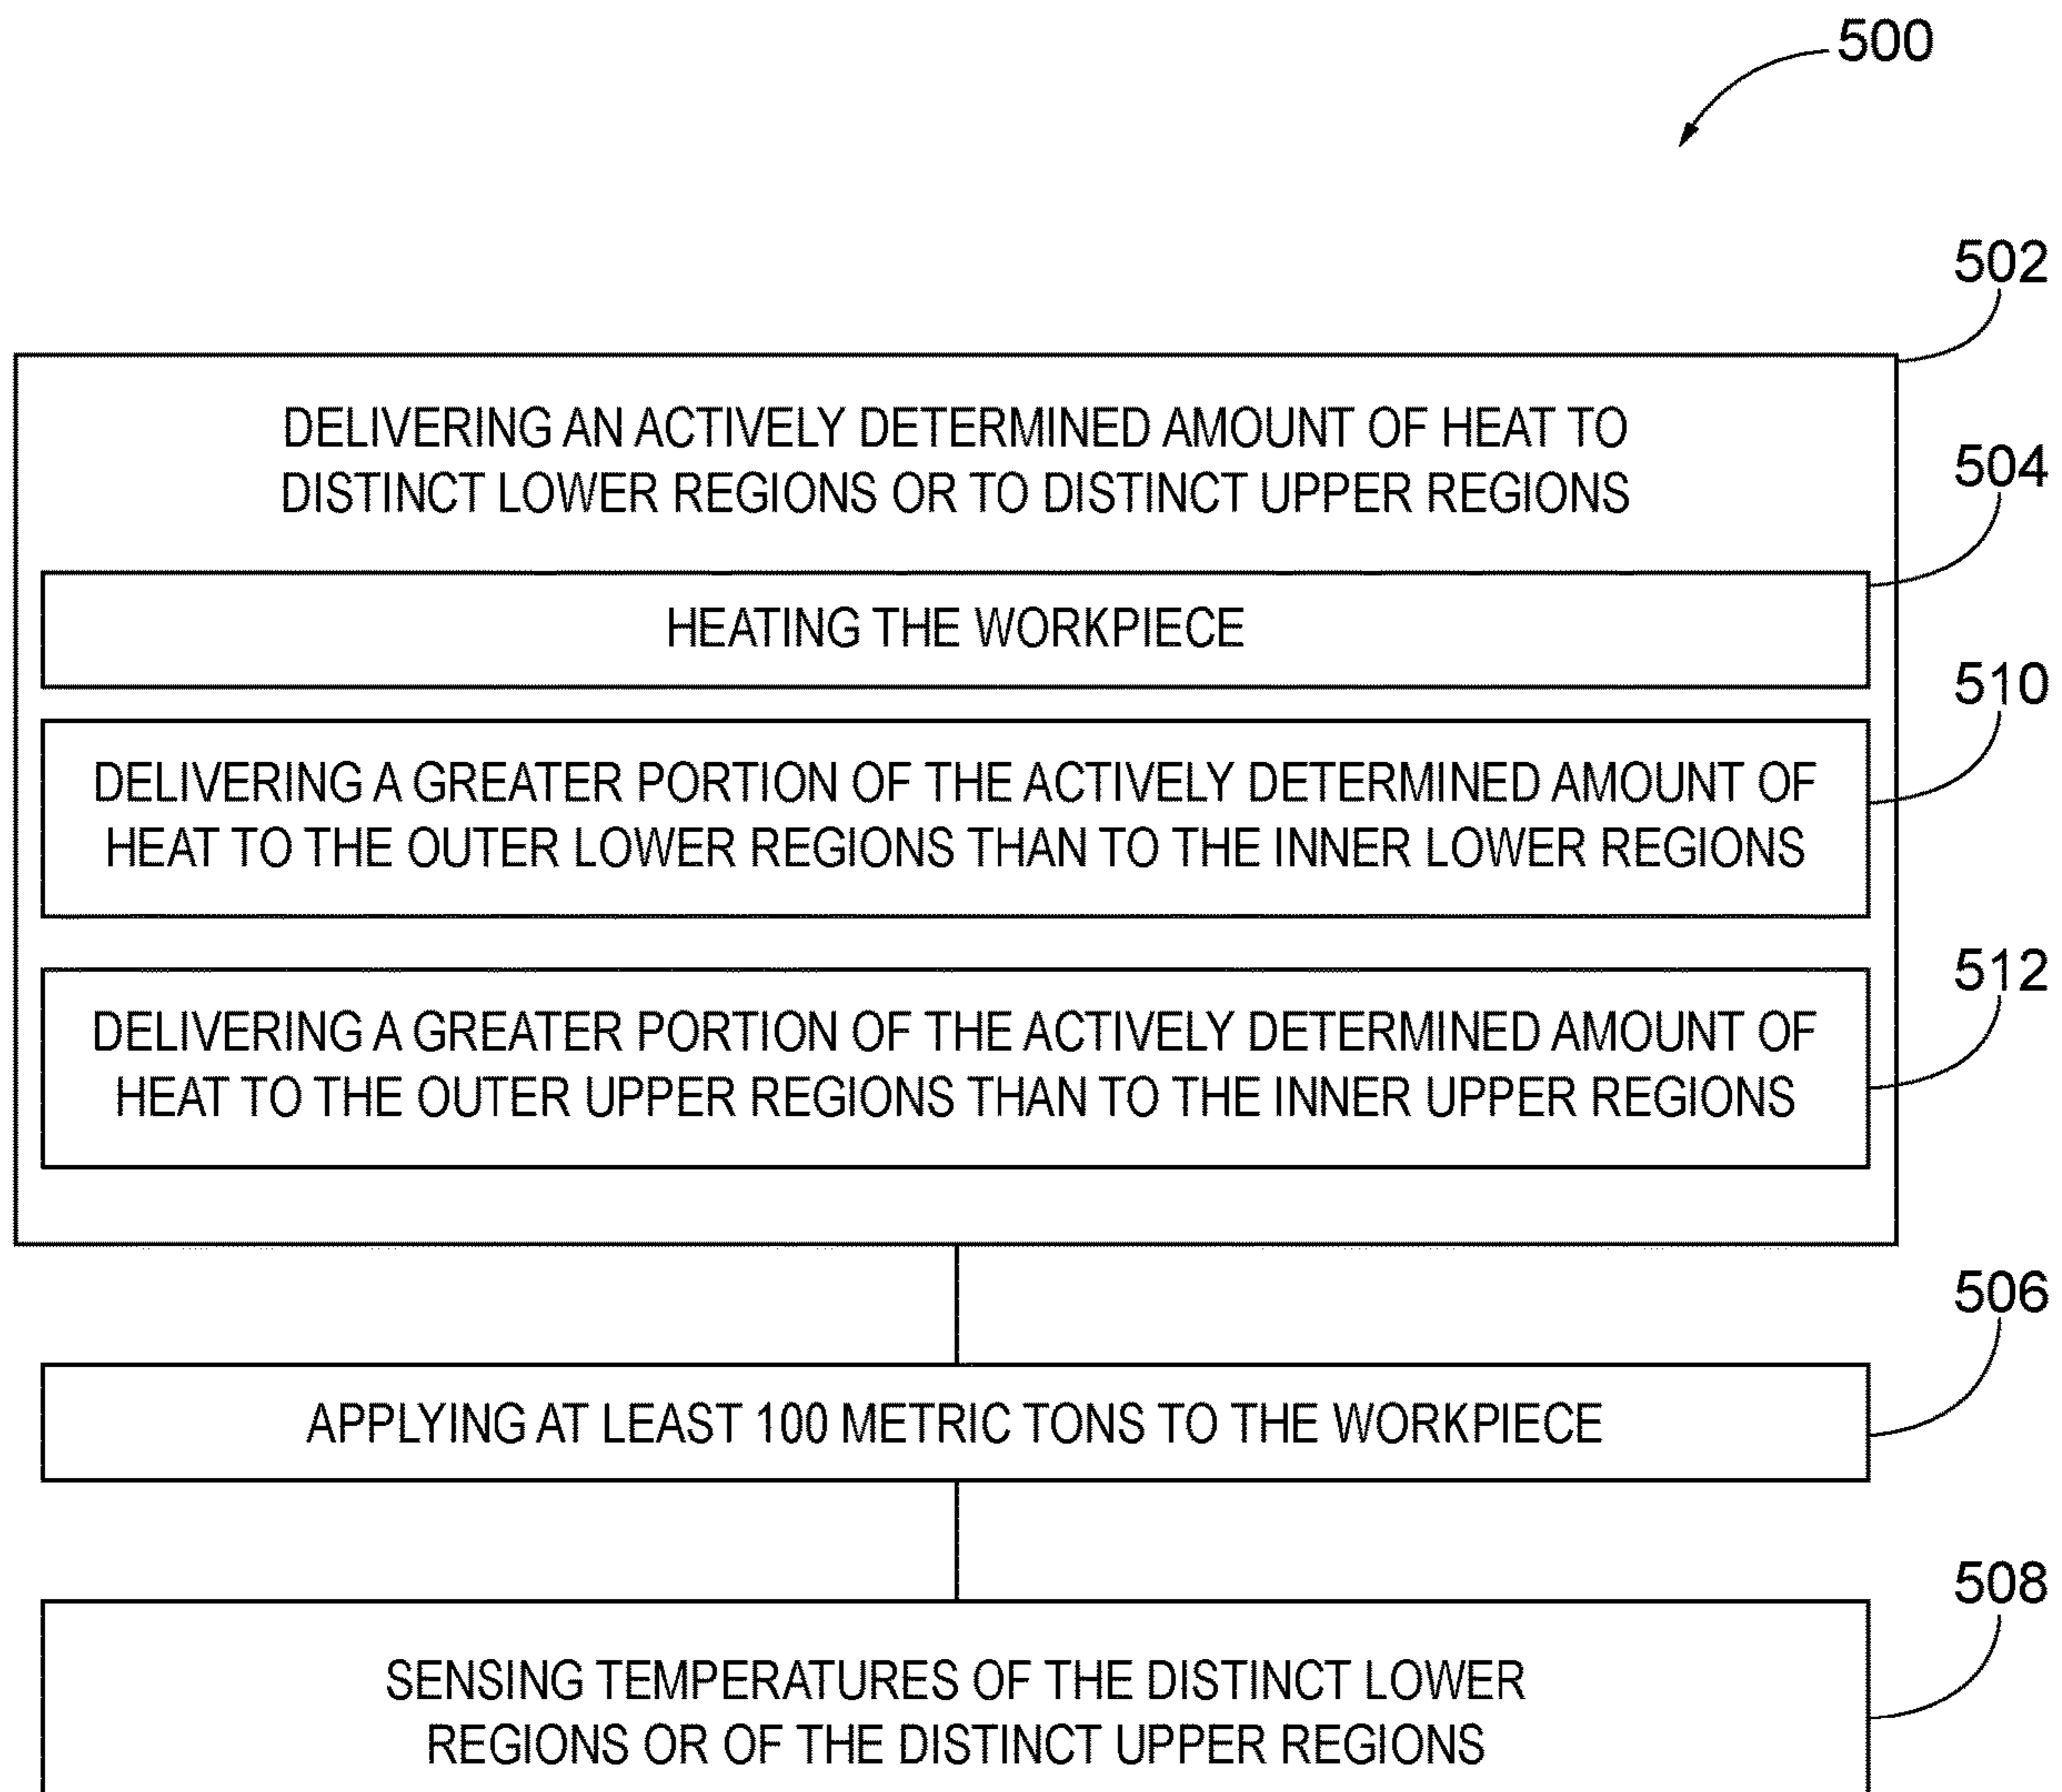 500
502
DELIVERING AN ACTIVELY DETERMINED AMOUNT OF HEAT TO
DISTINCT LOWER REGIONS OR TO DISTINCT UPPER REGIONS
504
HEATING THE WORKPIECE
510
DELIVERING A GREATER PORTION OF THE ACTIVELY DETERMINED AMOUNT OF
HEAT TO THE OUTER LOWER REGIONS THAN TO THE INNER LOWER REGIONS
512
DELIVERING A GREATER PORTION OF THE ACTIVELY DETERMINED AMOUNT OF
HEAT TO THE OUTER UPPER REGIONS THAN TO THE INNER UPPER REGIONS
506
APPLYING AT LEAST 100 METRIC TONS TO THE WORKPIECE
508
SENSING TEMPERATURES OF THE DISTINCT LOWER
REGIONS OR OF THE DISTINCT UPPER REGIONS